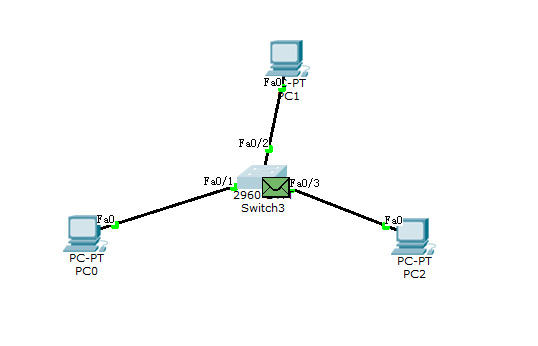 Fa0
PC-PT
PC1
Fa0/2
Fa0/1
Fa0/3
2960
Switch3
Fa0
PC-PT
PC0
Fa0
PC-PT
PC2